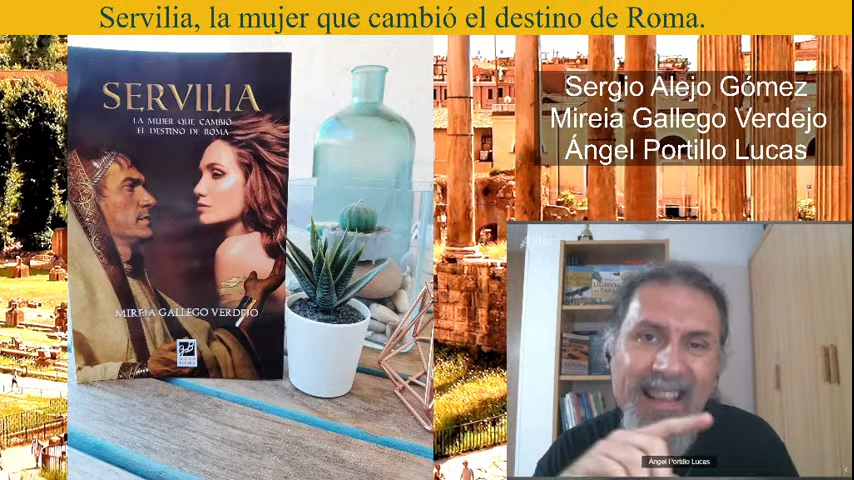 Servilia, la mujer que cambió el destino de Roma.
SERVILIA
LA MUJER QUE CAMBIÓ
EL DESTINO DE ROMA
MIREIA GALLEGO VERDEJO
Sergio Alejo Gómez
Mireia Gallego Verdejo
Ángel Portillo Lucas
Ángel Portillo Lucas